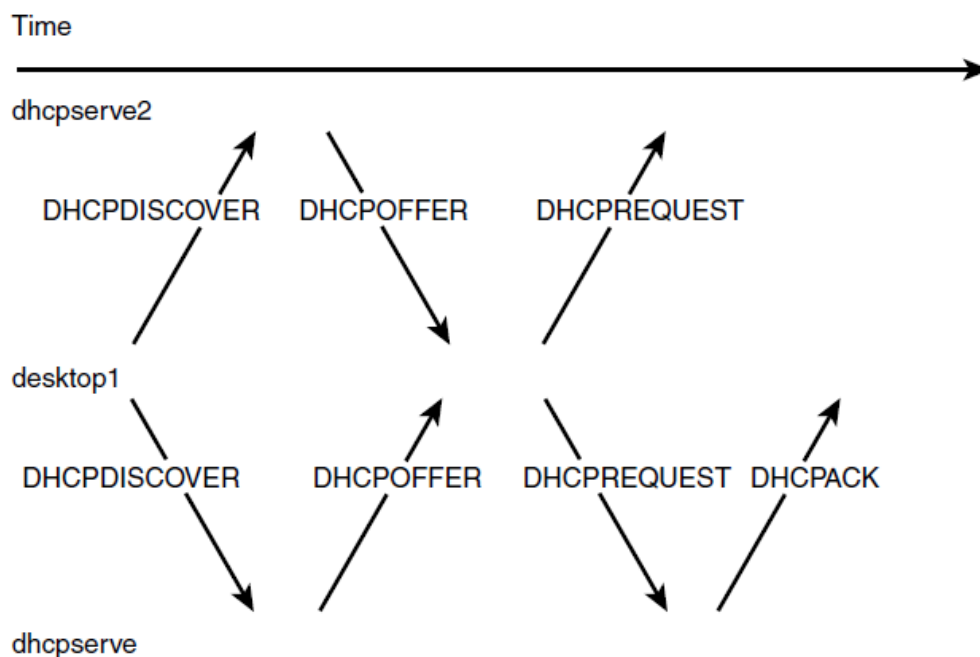 Time
dhcpserve2
DHCPDISCOVER DHCPOFFER DHCPREQUEST
desktop1
DHCPDISCOVER DHCPOFFER DHCPREQUEST DHCPACK
dhcpserve